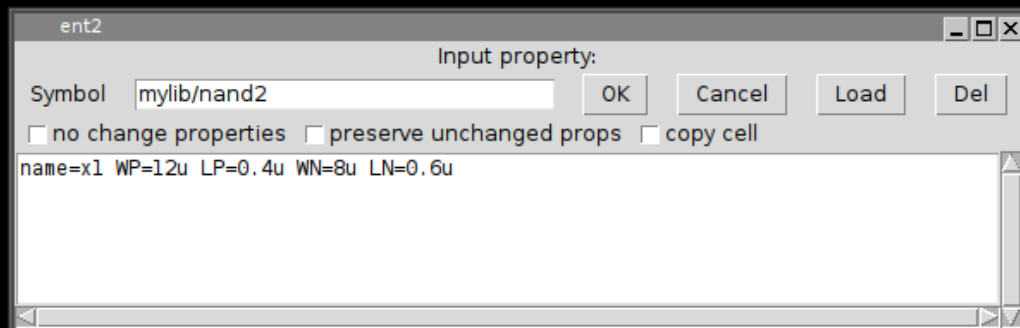 ent2
Input property:
Symbol mylib/nand2 OK Cancel Load Del
no change properties preserve unchanged props copy cell
name=x1 WP=12u LP=0.4u WN=8u LN=0.6u